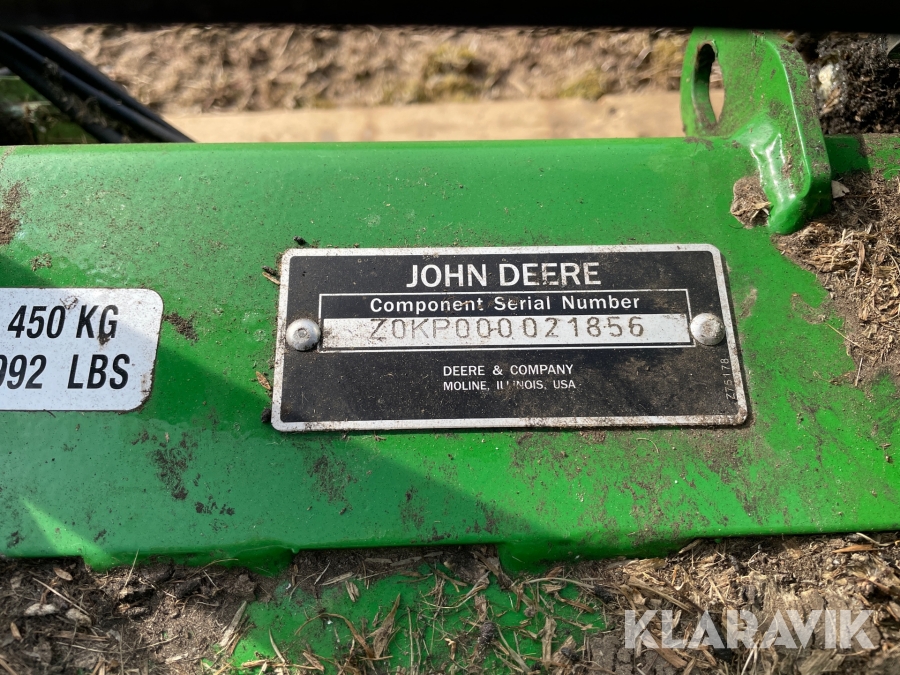 450 KG
992 LBS
JOHN DEERE
Component Serial Number
Z0KP000021856
DEERE & COMPANY
MOLINE, ILLINOIS, USA
Z75178
KLARAVIK